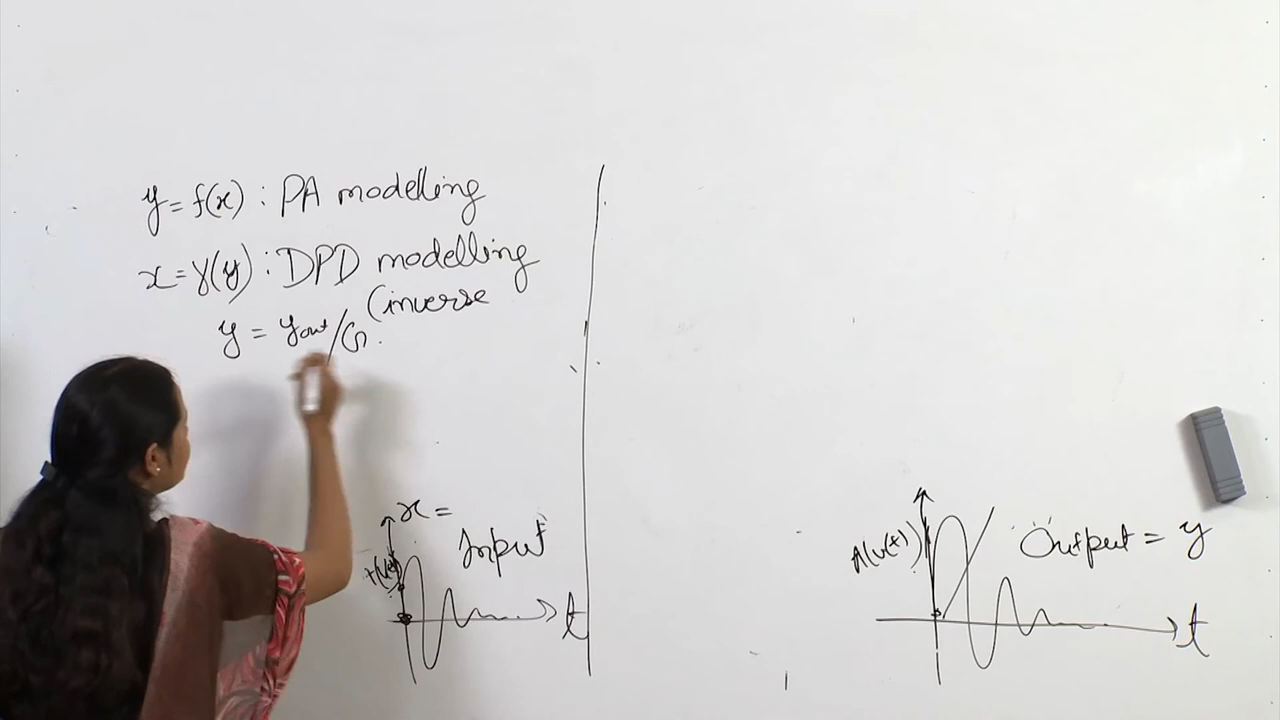 y = f(x) : PA modelling
x = γ(y) : DPD modelling
(inverse
y = yout/G.
x =
Input
t
A(u(t))
Output = y
t